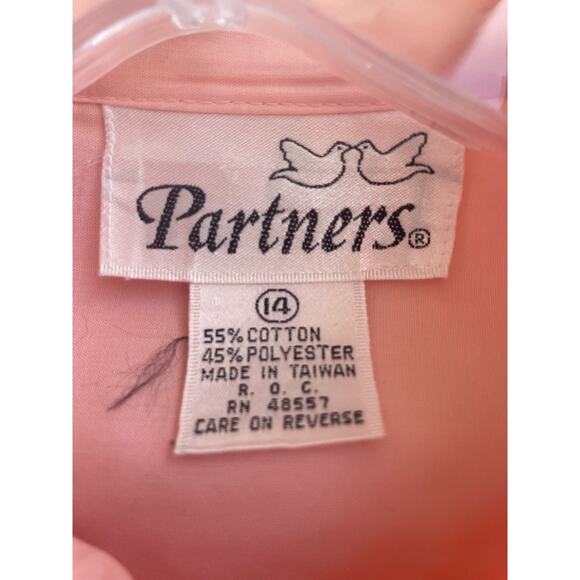 Partners®
14
55% COTTON
45% POLYESTER
MADE IN TAIWAN
R. O. C.
RN 48557
CARE ON REVERSE